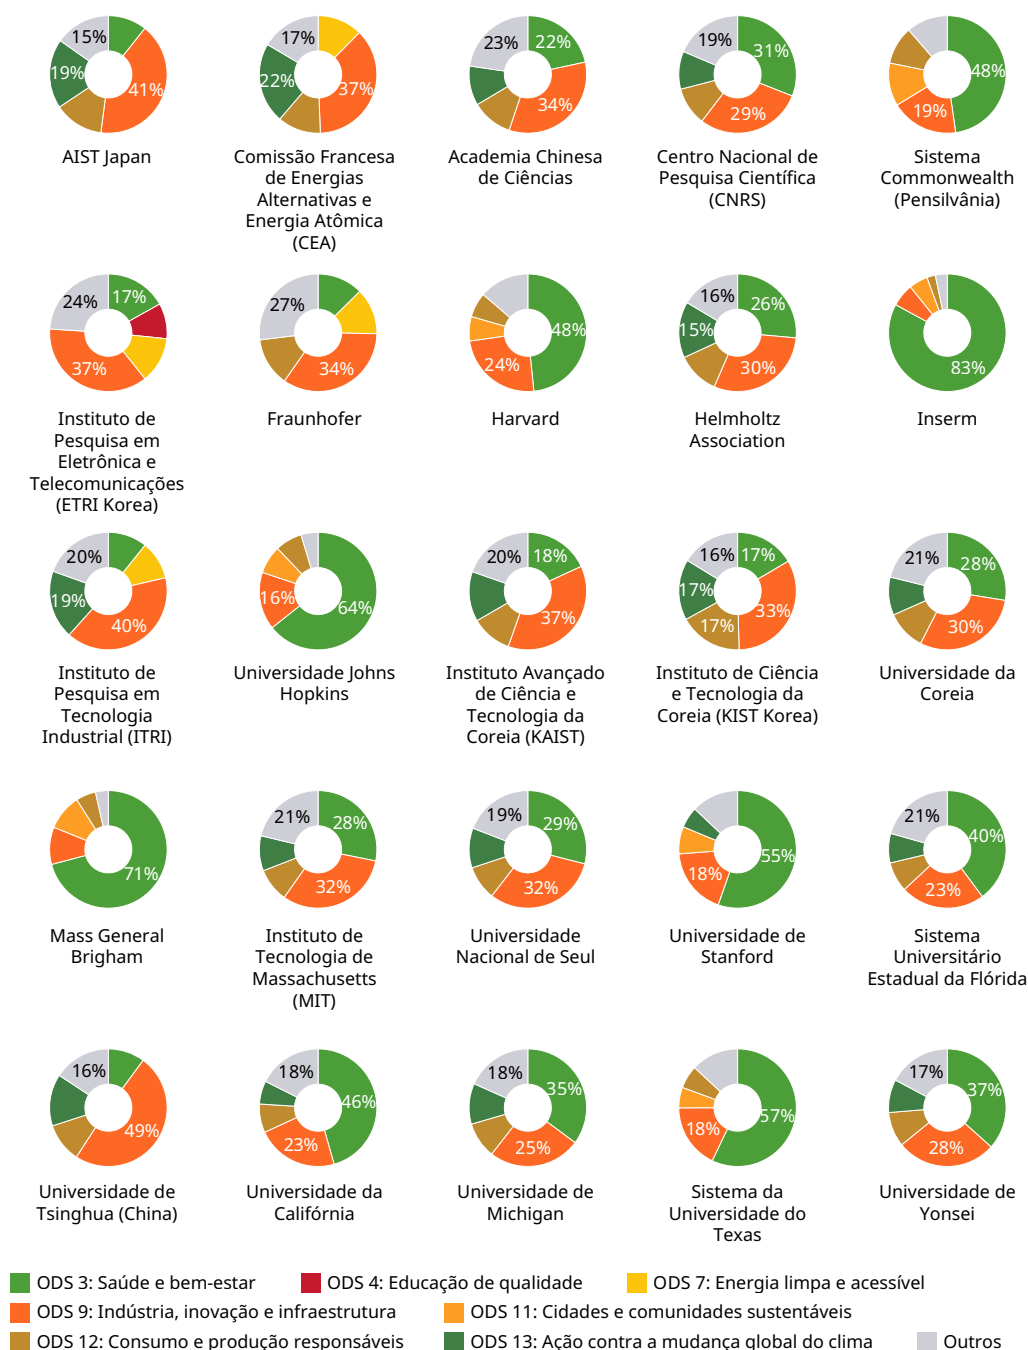 15%
19%
41%
AIST Japan
17%
22%
37%
Comissão Francesa
de Energias
Alternativas e
Energia Atômica
(CEA)
23%
22%
34%
Academia Chinesa
de Ciências
19%
31%
29%
Centro Nacional de
Pesquisa Científica
(CNRS)
48%
19%
Sistema
Commonwealth
(Pensilvânia)
24%
17%
37%
Instituto de
Pesquisa em
Eletrônica e
Telecomunicações
(ETRI Korea)
27%
34%
Fraunhofer
48%
24%
Harvard
16%
26%
15%
30%
Helmholtz
Association
83%
Inserm
20%
19%
40%
Instituto de
Pesquisa em
Tecnologia
Industrial (ITRI)
16%
64%
Universidade Johns
Hopkins
20%
18%
37%
Instituto Avançado
de Ciência e
Tecnologia da
Coreia (KAIST)
16%
17%
17%
33%
17%
Instituto de Ciência
e Tecnologia da
Coreia (KIST Korea)
21%
28%
30%
Universidade da
Coreia
71%
Mass General
Brigham
21%
28%
32%
Instituto de
Tecnologia de
Massachusetts
(MIT)
19%
29%
32%
Universidade
Nacional de Seul
55%
18%
Universidade de
Stanford
21%
40%
23%
Sistema
Universitário
Estadual da Flórida
16%
49%
Universidade de
Tsinghua (China)
18%
46%
23%
Universidade da
Califórnia
18%
35%
25%
Universidade de
Michigan
57%
18%
Sistema da
Universidade do
Texas
17%
37%
28%
Universidade de
Yonsei
ODS 3: Saúde e bem-estar
ODS 4: Educação de qualidade
ODS 7: Energia limpa e acessível
ODS 9: Indústria, inovação e infraestrutura
ODS 11: Cidades e comunidades sustentáveis
ODS 12: Consumo e produção responsáveis
ODS 13: Ação contra a mudança global do clima
Outros